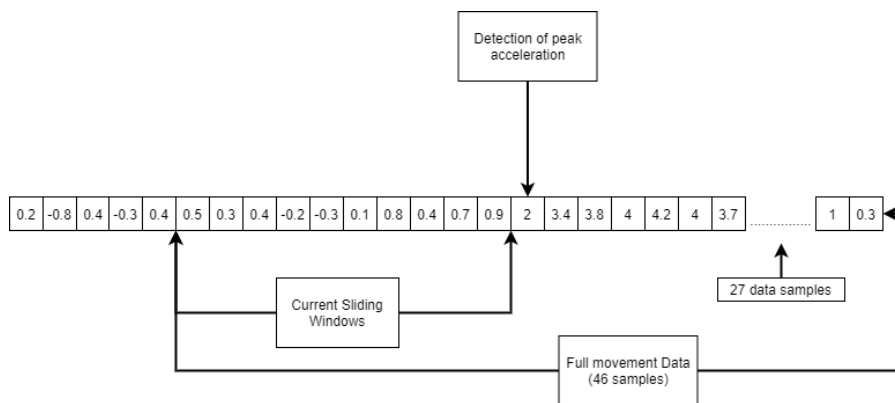 Detection of peak
acceleration
0.2 -0.8 0.4 -0.3 0.4 0.5 0.3 0.4 -0.2 -0.3 0.1 0.8 0.4 0.7 0.9 2 3.4 3.8 4 4.2 4 3.7 1 0.3
27 data samples
Current Sliding
Windows
Full movement Data
(46 samples)